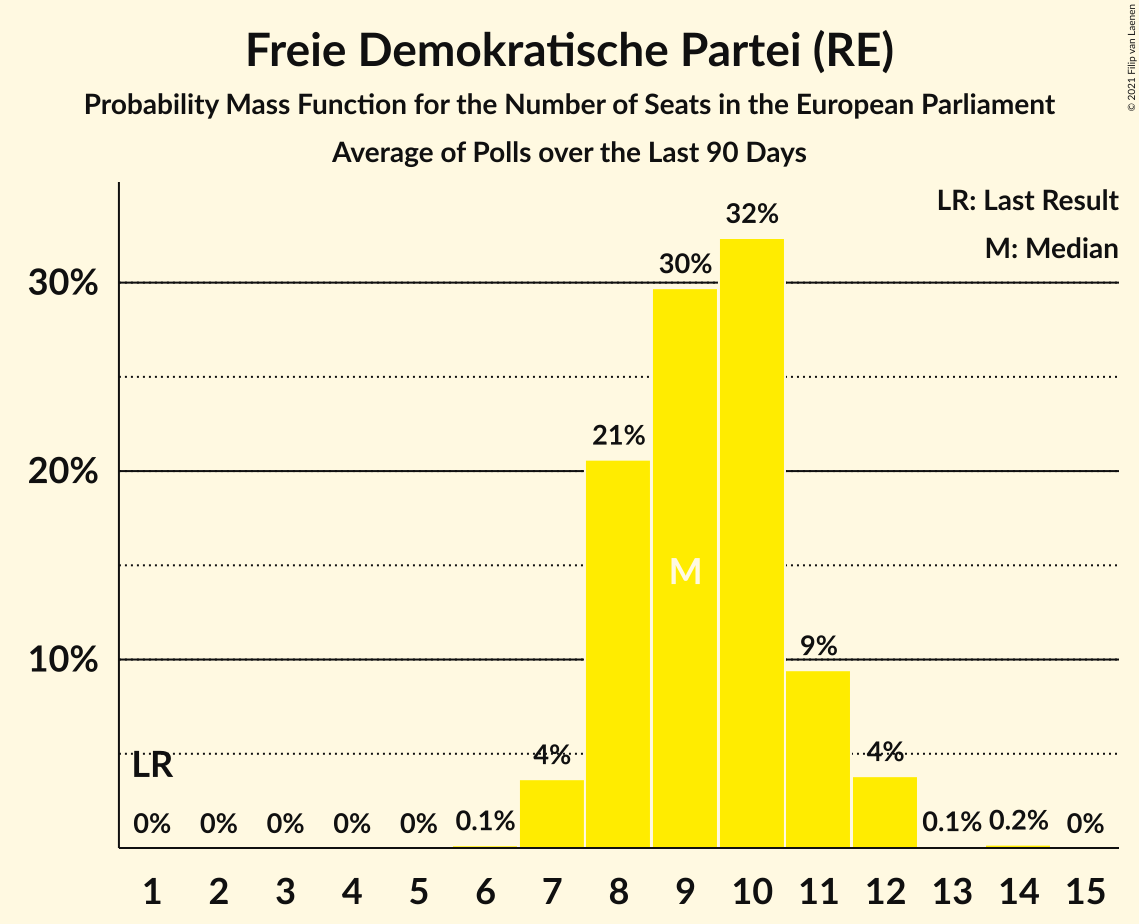 Freie Demokratische Partei (RE)
Probability Mass Function for the Number of Seats in the European Parliament
Average of Polls over the Last 90 Days
© 2021 Filip van Laenen
LR: Last Result
M: Median
32%
30%
30%
21%
20%
M
9%
10%
4%
4%
LR
0% 0% 0% 0% 0% 0.1% 0.1% 0.2% 0%
1 2 3 4 5 6 7 8 9 10 11 12 13 14 15